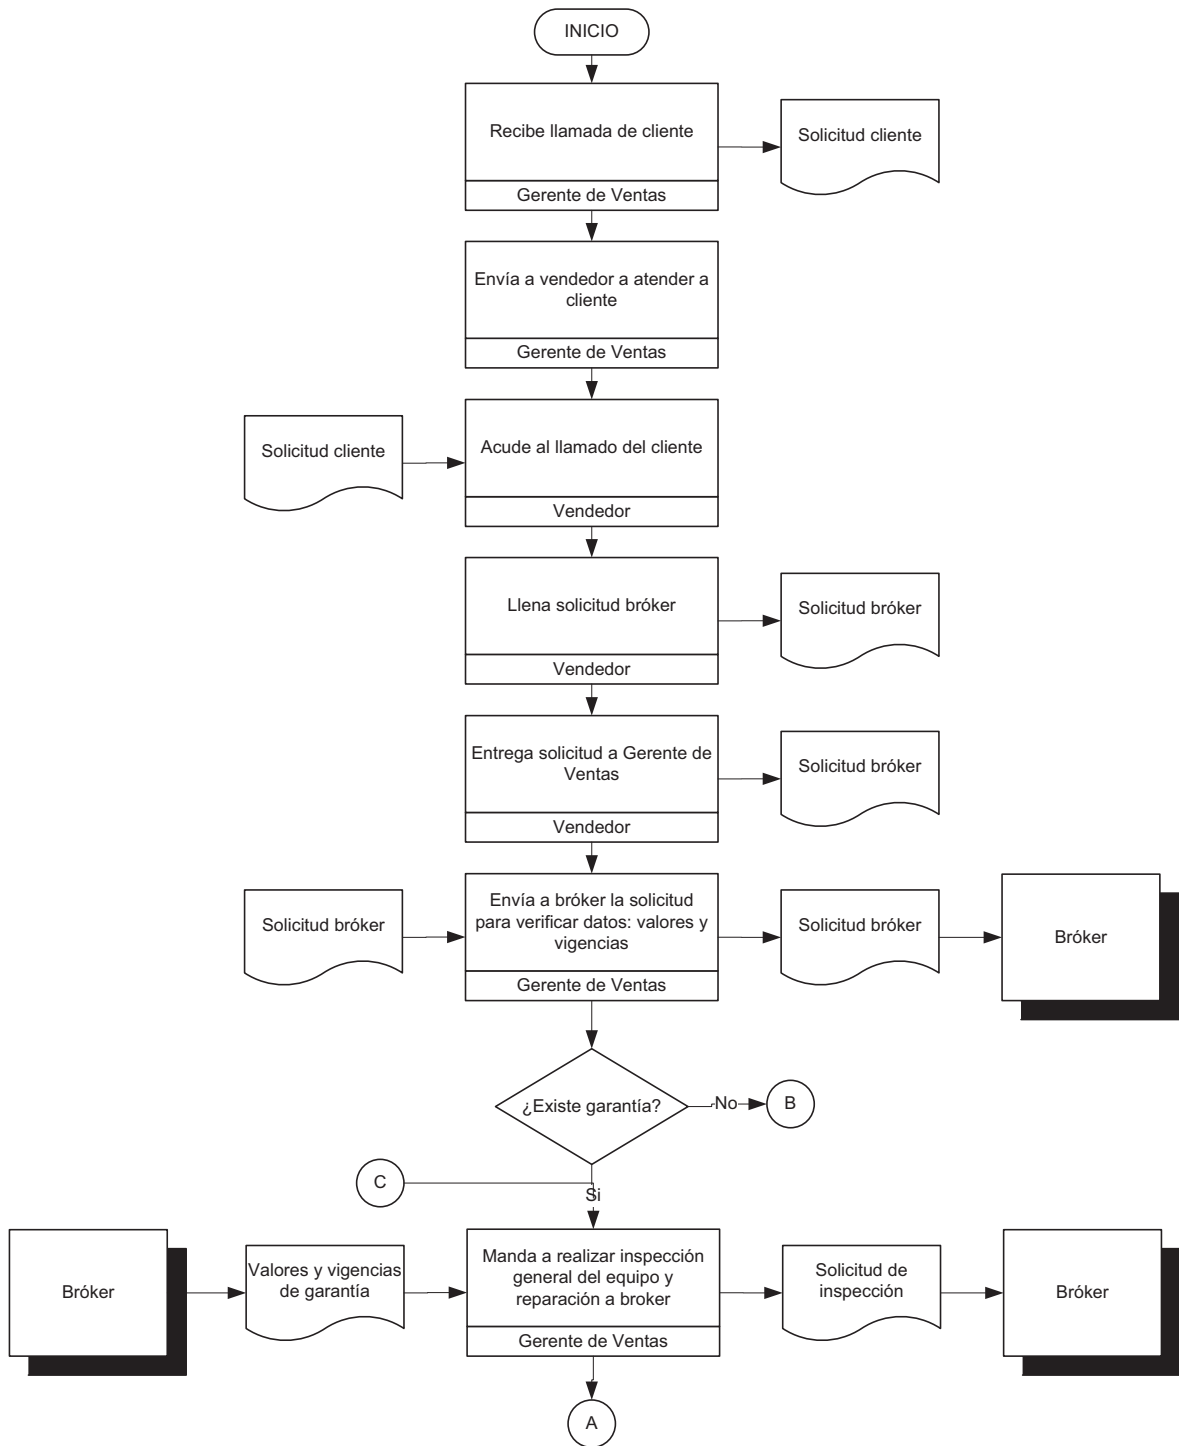 INICIO
Recibe llamada de cliente
Solicitud cliente
Gerente de Ventas
Envía a vendedor a atender a
cliente
Gerente de Ventas
Solicitud cliente
Acude al llamado del cliente
Vendedor
Llena solicitud bróker
Solicitud bróker
Vendedor
Entrega solicitud a Gerente de
Ventas
Solicitud bróker
Vendedor
Solicitud bróker
Envía a bróker la solicitud
para verificar datos: valores y
vigencias
Solicitud bróker
Bróker
Gerente de Ventas
¿Existe garantía?
No
B
C
Si
Bróker
Valores y vigencias
de garantía
Manda a realizar inspección
general del equipo y
reparación a broker
Solicitud de
inspección
Bróker
Gerente de Ventas
A